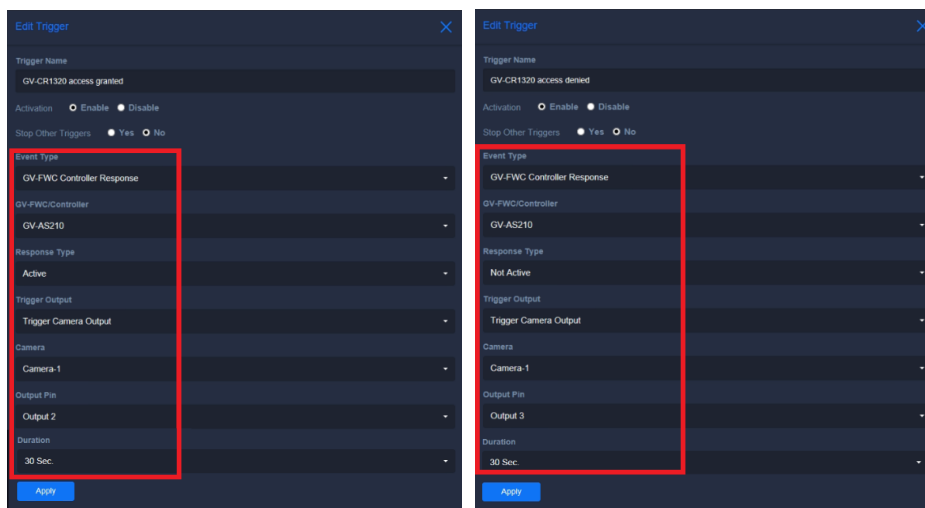 Edit Trigger
Trigger Name
GV-CR1320 access granted
Activation Enable Disable
Stop Other Triggers Yes No
Event Type
GV-FWC Controller Response
GV-FWC/Controller
GV-AS210
Response Type
Active
Trigger Output
Trigger Camera Output
Camera
Camera-1
Output Pin
Output 2
Duration
30 Sec.
Apply
Edit Trigger
Trigger Name
GV-CR1320 access denied
Activation Enable Disable
Stop Other Triggers Yes No
Event Type
GV-FWC Controller Response
GV-FWC/Controller
GV-AS210
Response Type
Not Active
Trigger Output
Trigger Camera Output
Camera
Camera-1
Output Pin
Output 3
Duration
30 Sec.
Apply